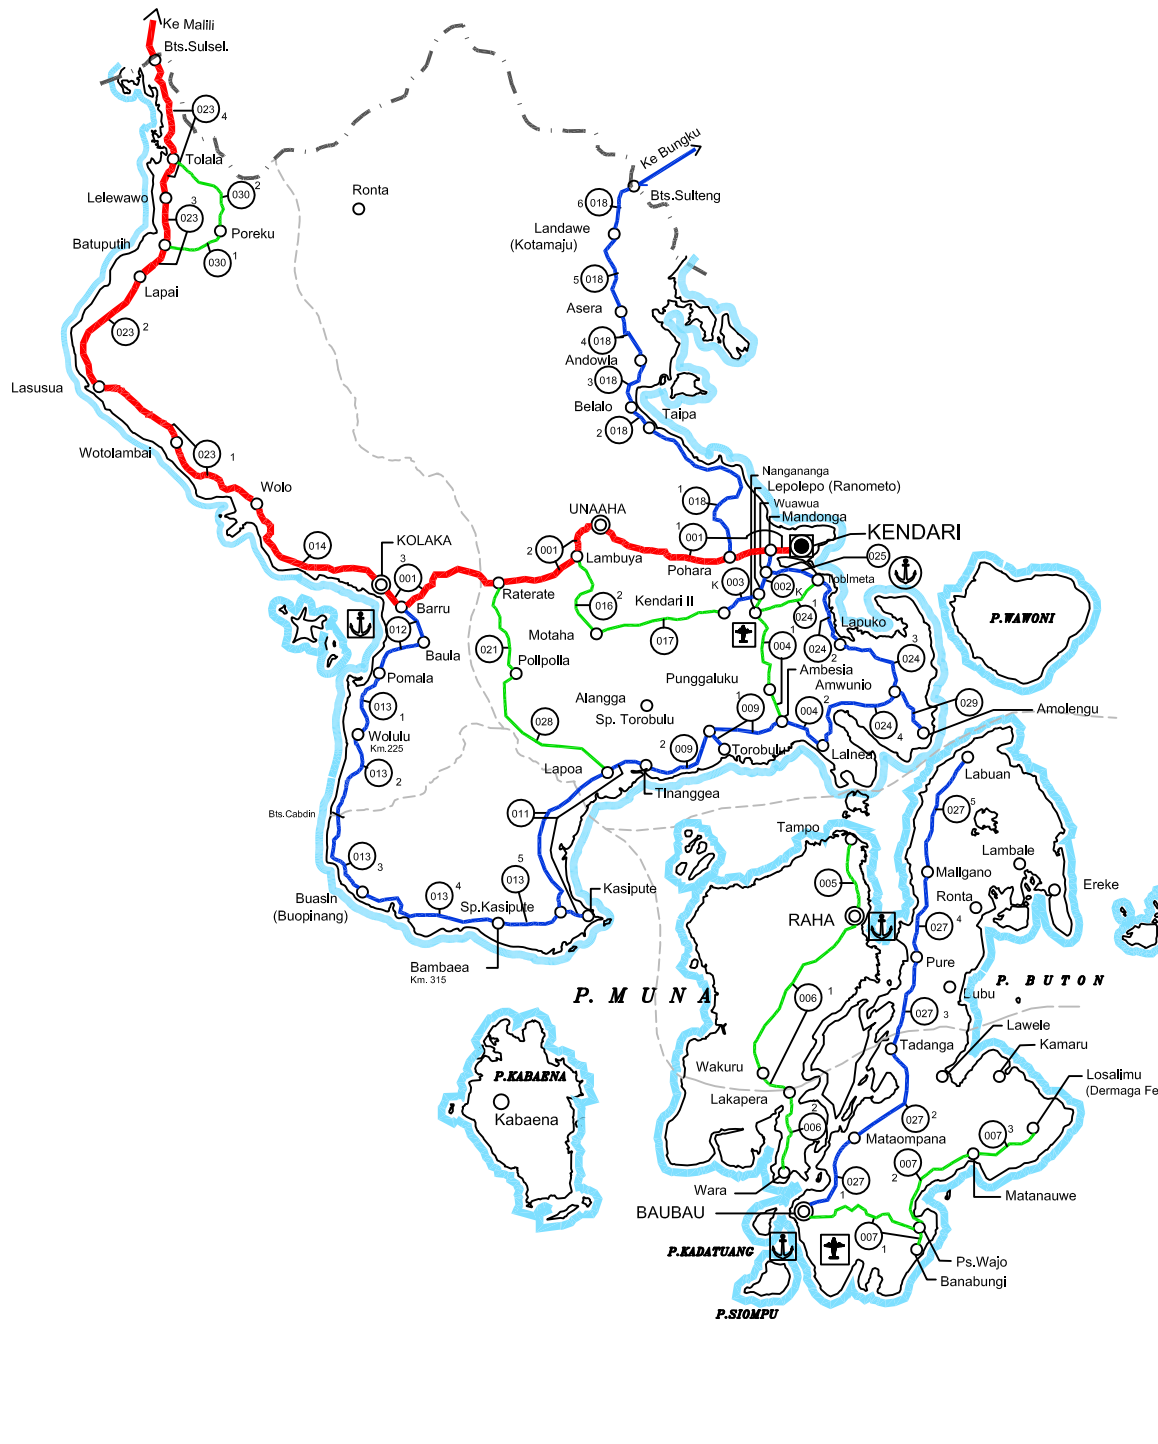 Ke Malili
Bts.Sulsel.
023
4
Tolala
Ke Bungku
Bts.Sulteng
Ronta
030
2
Lelewawo
3
023
6
018
Poreku
Landawe
(Kotamaju)
Batuputih
030
1
Lapai
5
018
Asera
023
2
4
018
Andowia
3
018
Lasusua
Belalo
Taipa
2
018
Wotolambai
023
1
Nangananga
Lepolepo (Ranometo)
Wolo
1
018
Wuawua
UNAAHA
Mandonga
KENDARI
014
KOLAKA
1
001
2
001
025
3
001
Lambuya
Pohara
K
003
002
K
TobImeta
Raterate
Barru
2
016
Kendari II
1
024
012
Motaha
017
Lapuko
P.WAWONI
021
1
004
024
2
3
024
Baula
Pomala
PolIpolla
Punggaluku
Ambesia
Amwunio
Alangga
Sp. Torobulu
1
009
029
013
1
028
004
2
Amolengu
Wolulu
Km.225
2
009
Torobulu
024
4
LaInea
Labuan
013
2
Lapoa
TInanggea
027
5
Bts.Cabdin
011
Tampo
Lambale
013
3
5
013
005
Mallgano
Ereke
BuasIn
(Buopinang)
013
4
Sp.Kasipute
Kasipute
RAHA
Ronta
027
4
Bambaea
Km. 315
Pure
P. MUNA
006
1
Lubu
P. BUTON
027
3
Lawele
Tadanga
Kamaru
P.KABAENA
Wakuru
Losalimu
(Dermaga Fe
Kabaena
Lakapera
2
006
027
2
007
3
Mataompana
007
2
Wara
027
1
Matanauwe
BAUBAU
007
1
P.KADATUANG
Ps.Wajo
Banabungi
P.SIOMPU